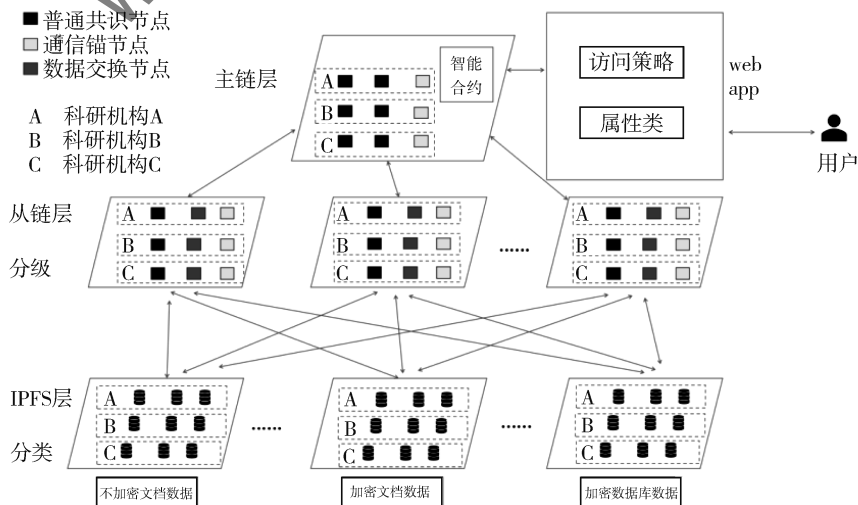 普通共识节点
通信锚节点
数据交换节点
A 科研机构A
B 科研机构B
C 科研机构C
主链层
A
B
C
智能
合约
访问策略
属性类
web
app
用户
从链层
分级
A
B
C
A
B
C
......
A
B
C
IPFS层
分类
A
B
C
......
A
B
C
......
A
B
C
不加密文档数据
加密文档数据
加密数据库数据